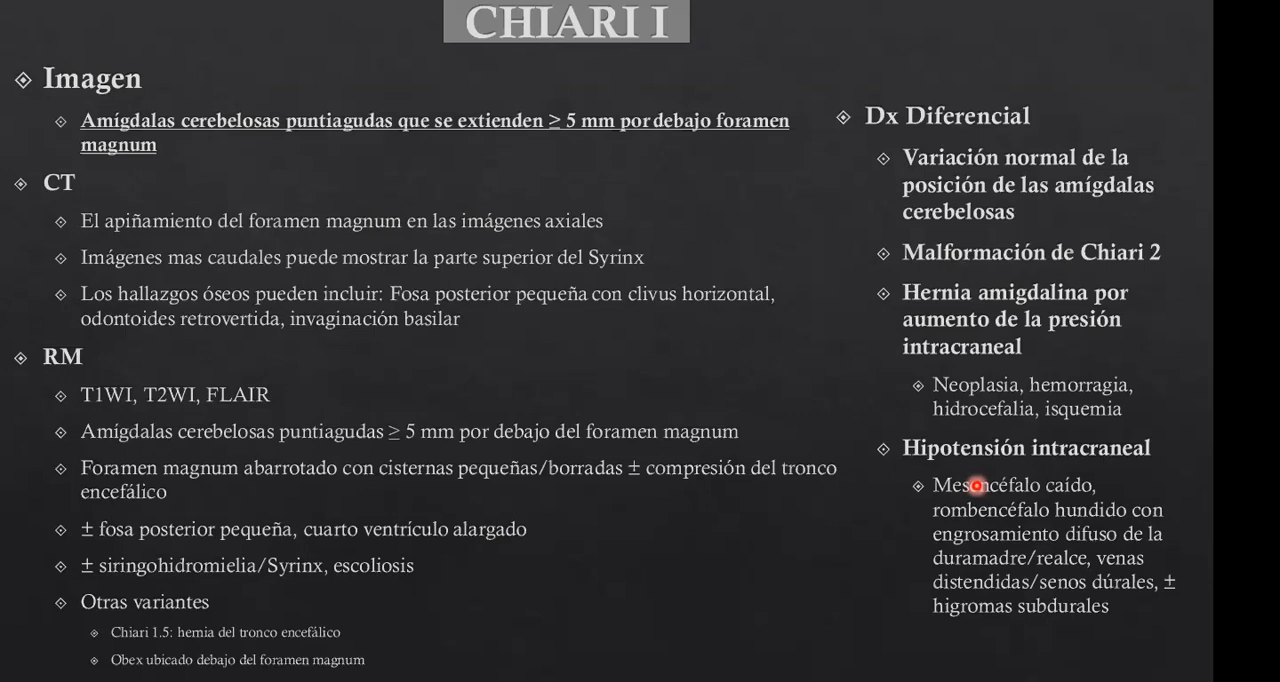 CHIARI I
Imagen
Amígdalas cerebelosas puntiagudas que se extienden ≥ 5 mm por debajo foramen
magnum
CT
El apiñamiento del foramen magnum en las imágenes axiales
Imágenes mas caudales puede mostrar la parte superior del Syrinx
Los hallazgos óseos pueden incluir: Fosa posterior pequeña con clivus horizontal,
odontoides retrovertida, invaginación basilar
RM
T1WI, T2WI, FLAIR
Amígdalas cerebelosas puntiagudas ≥ 5 mm por debajo del foramen magnum
Foramen magnum abarrotado con cisternas pequeñas/borradas ± compresión del tronco
encefálico
± fosa posterior pequeña, cuarto ventrículo alargado
± siringohidromielia/Syrinx, escoliosis
Otras variantes
Chiari 1.5: hernia del tronco encefálico
Obex ubicado debajo del foramen magnum
Dx Diferencial
Variación normal de la
posición de las amígdalas
cerebelosas
Malformación de Chiari 2
Hernia amigdalina por
aumento de la presión
intracraneal
Neoplasia, hemorragia,
hidrocefalia, isquemia
Hipotensión intracraneal
Mesencéfalo caído,
rombencéfalo hundido con
engrosamiento difuso de la
duramadre/realce, venas
distendidas/senos dúrales, ±
higromas subdurales